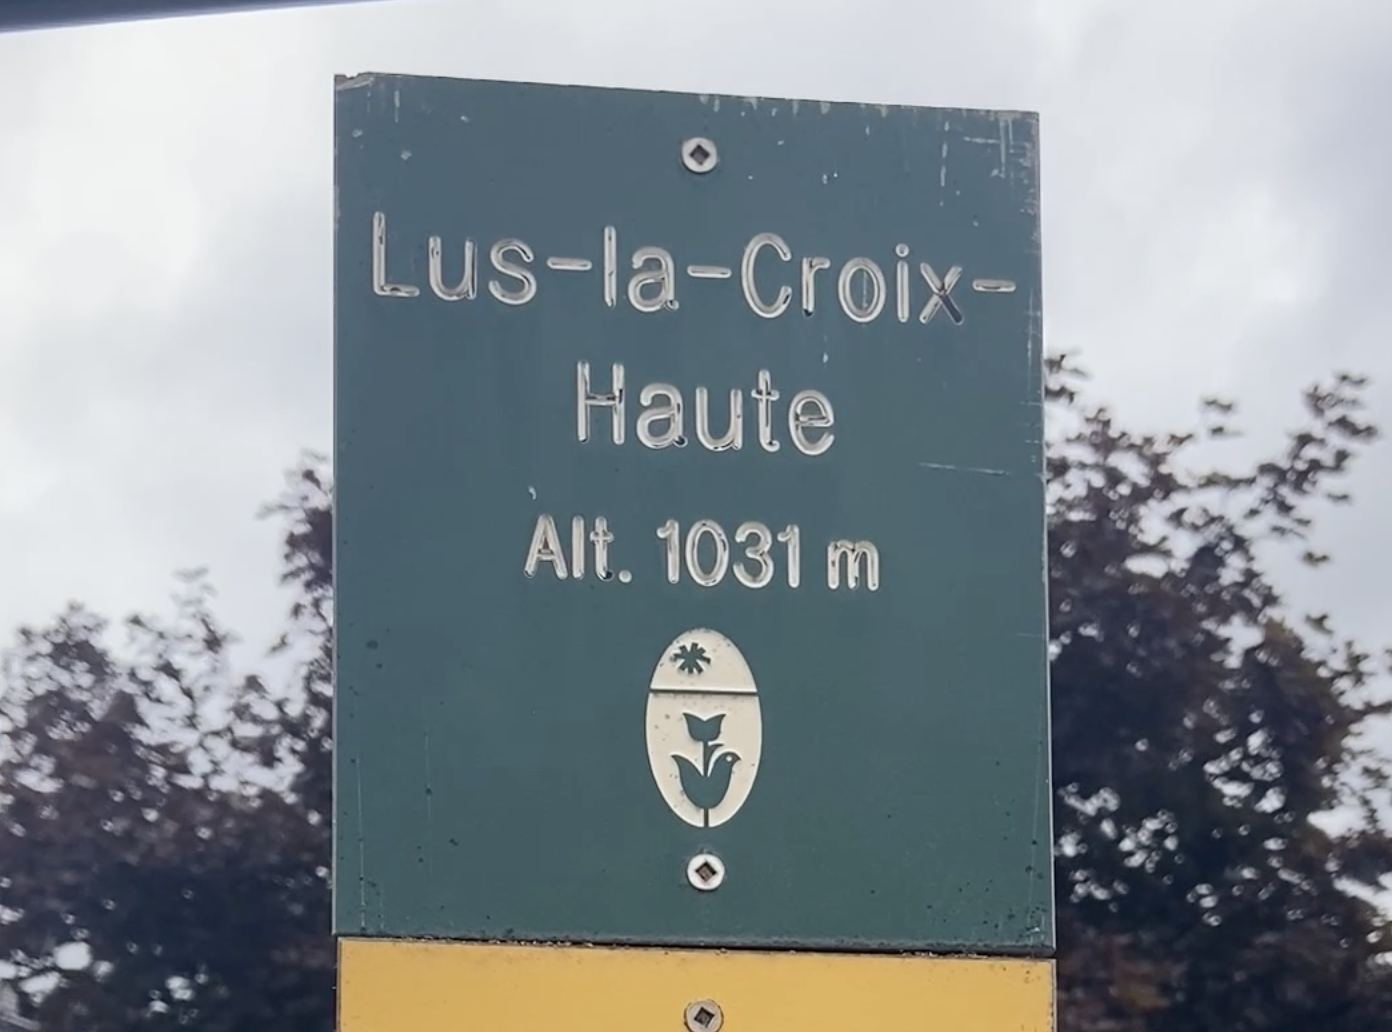 Lus-la-Croix-
Haute
Alt. 1031 m